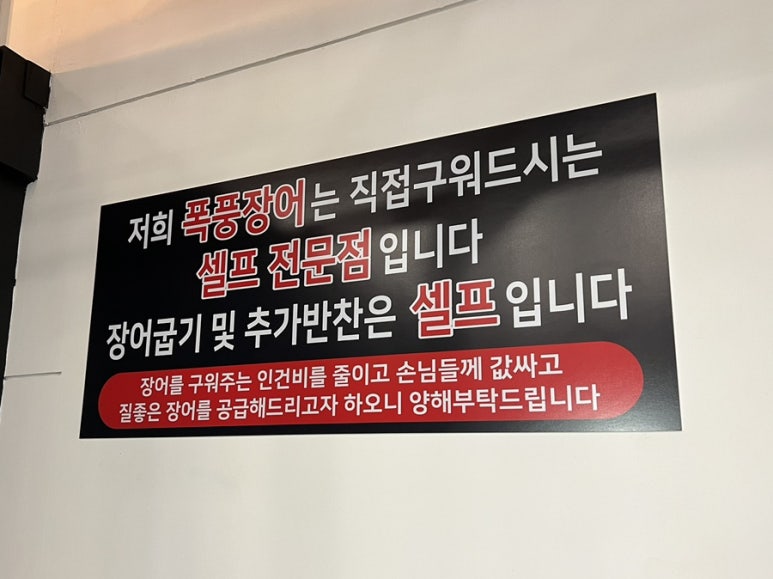 저희 폭풍장어는 직접구워드시는
셀프 전문점입니다
장어굽기 및 추가반찬은 셀프입니다
장어를 구워주는 인건비를 줄이고 손님들께 값싸고
질좋은 장어를 공급해드리고자 하오니 양해부탁드립니다